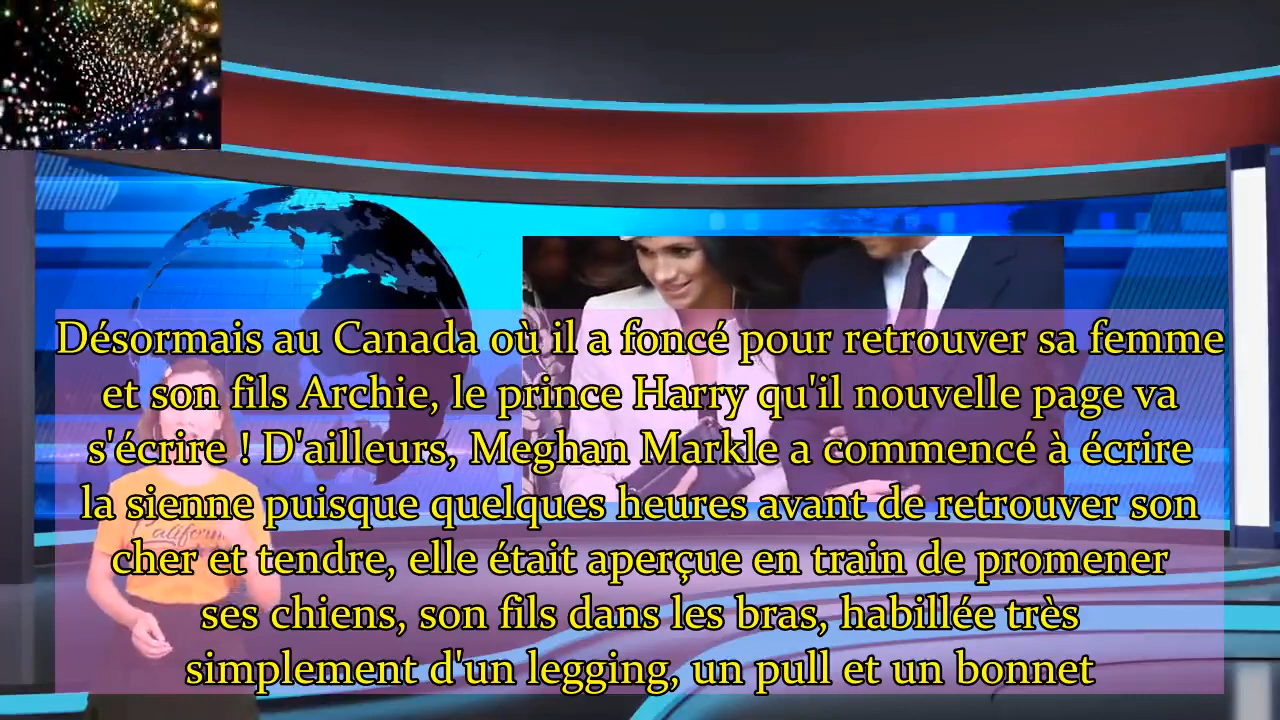 Désormais au Canada où il a foncé pour retrouver sa femme
et son fils Archie, le prince Harry qu'il nouvelle page va
s'écrire ! D'ailleurs, Meghan Markle a commencé à écrire
la sienne puisque quelques heures avant de retrouver son
cher et tendre, elle était aperçue en train de promener
ses chiens, son fils dans les bras, habillée très
simplement d'un legging, un pull et un bonnet